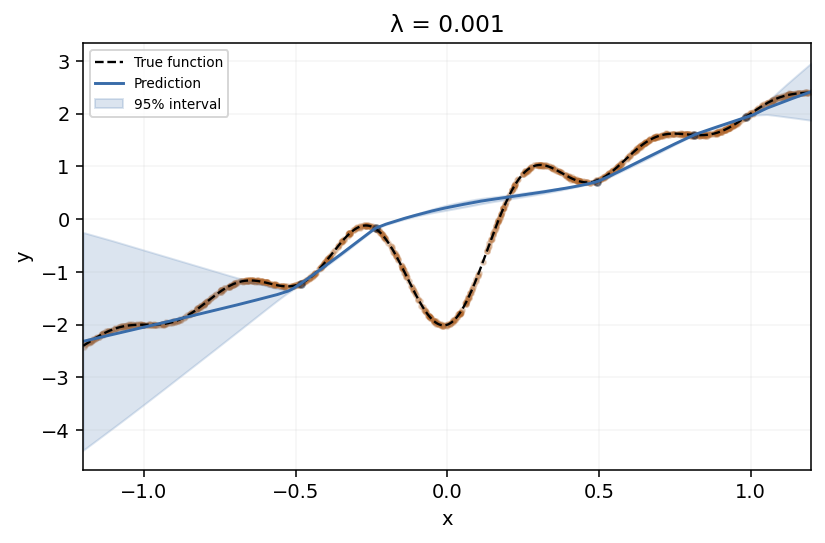 λ = 0.001
True function
Prediction
95% interval
3
2
1
0
−1
−2
−3
−4
y
−1.0
−0.5
0.0
0.5
1.0
x